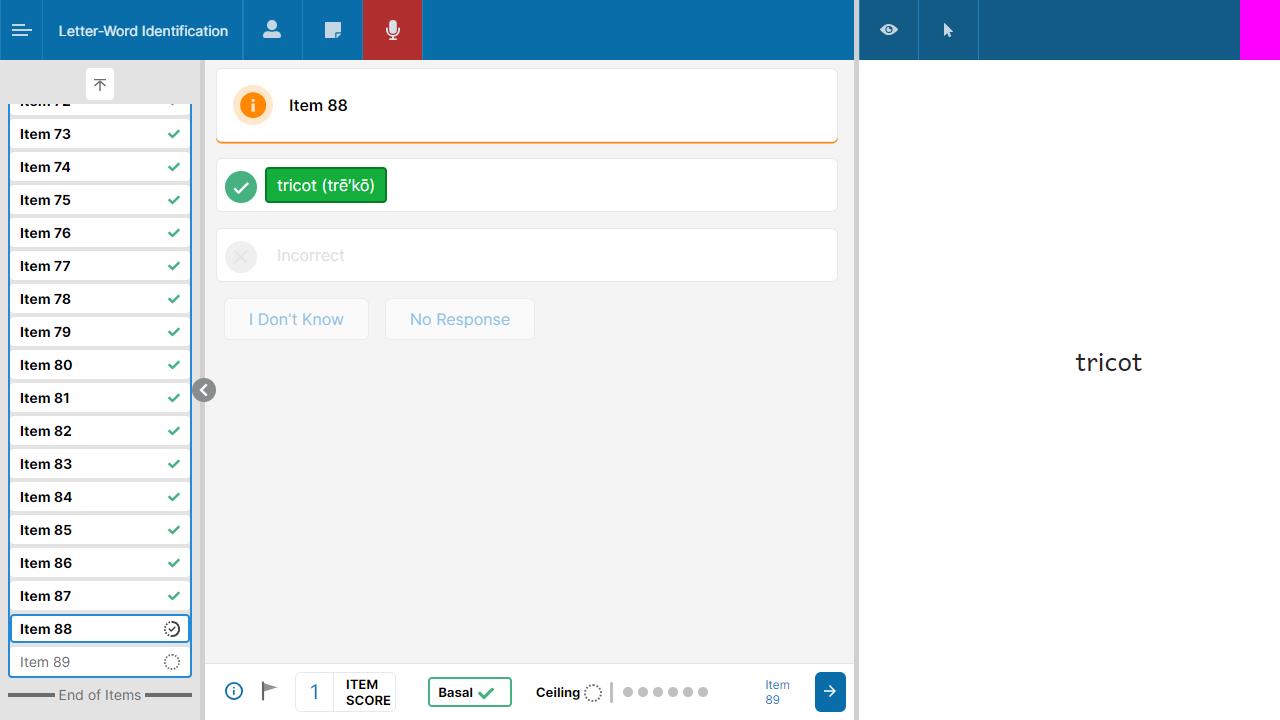 Letter-Word Identification
Item 72
Item 73
Item 74
Item 75
Item 76
Item 77
Item 78
Item 79
Item 80
Item 81
Item 82
Item 83
Item 84
Item 85
Item 86
Item 87
Item 88
Item 89
End of Items
Item 88
tricot (trē′kō)
Incorrect
I Don't Know
No Response
1
ITEM
SCORE
Basal
Ceiling
Item
89
tricot